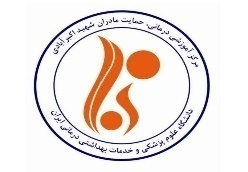 مرکز آموزشی درمانی، حمایت مادران شهید اکبرآبادی
دانشگاه علوم پزشکی و خدمات بهداشتی درمانی ایران